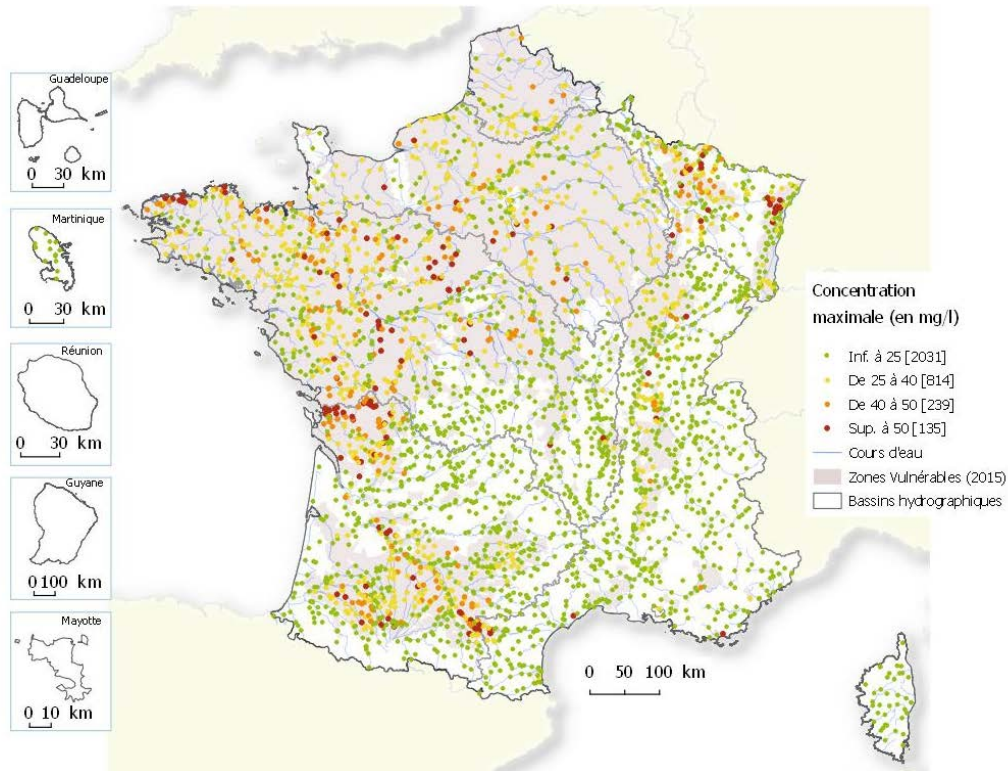 Guadeloupe
0 30 km
Martinique
0 30 km
Réunion
0 30 km
Guyane
0 100 km
Mayotte
0 10 km
0 50 100 km
Concentration
maximale (en mg/l)
Inf. à 25 [2031]
De 25 à 40 [814]
De 40 à 50 [239]
Sup. à 50 [135]
Cours d'eau
Zones Vulnérables (2015)
Bassins hydrographiques